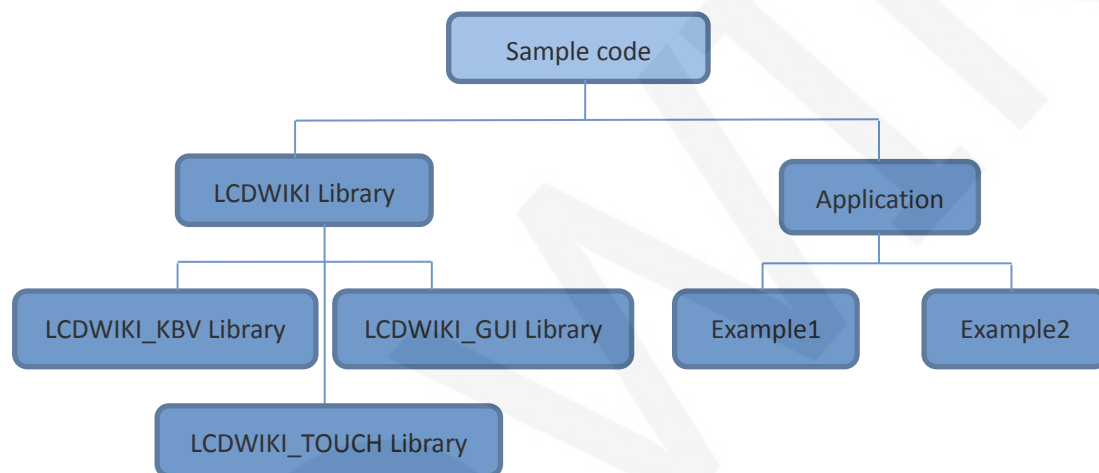 Sample code
LCDWIKI Library
Application
LCDWIKI_KBV Library
LCDWIKI_GUI Library
Example1
Example2
LCDWIKI_TOUCH Library